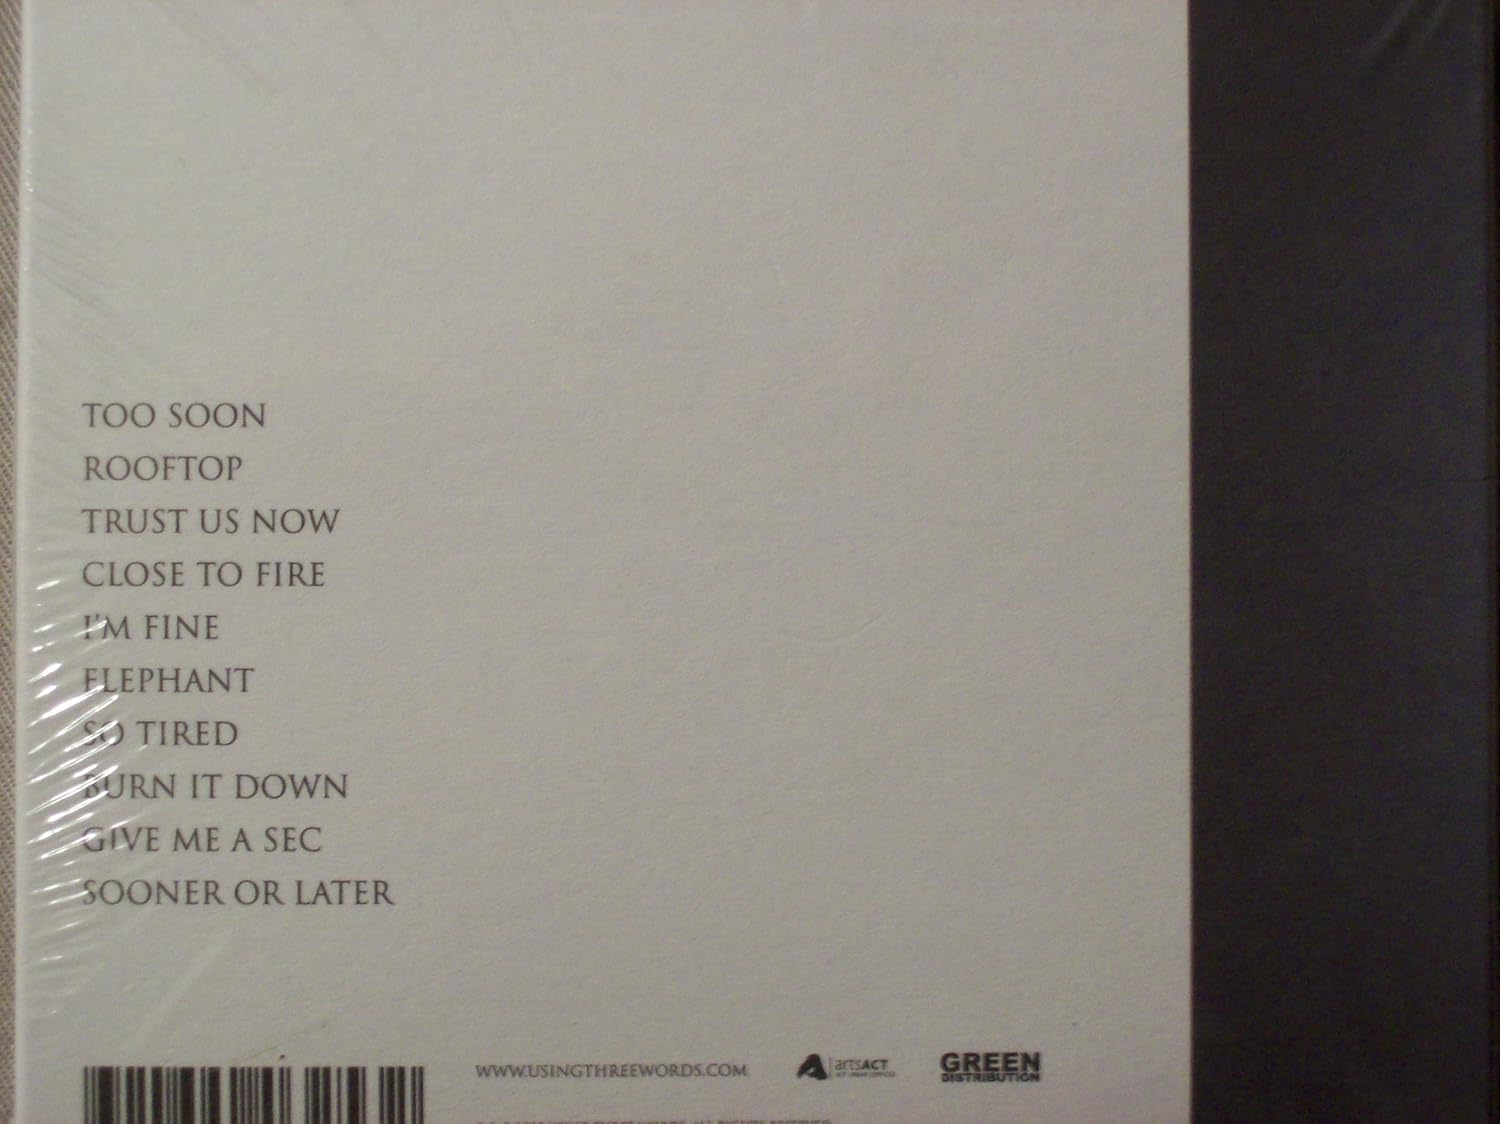 TOO SOON
ROOFTOP
TRUST US NOW
CLOSE TO FIRE
I'M FINE
ELEPHANT
SO TIRED
BURN IT DOWN
GIVE ME A SEC
SOONER OR LATER
WWW.USINGTHREEWORDS.COM
artsACT
GREEN
DISTRIBUTION